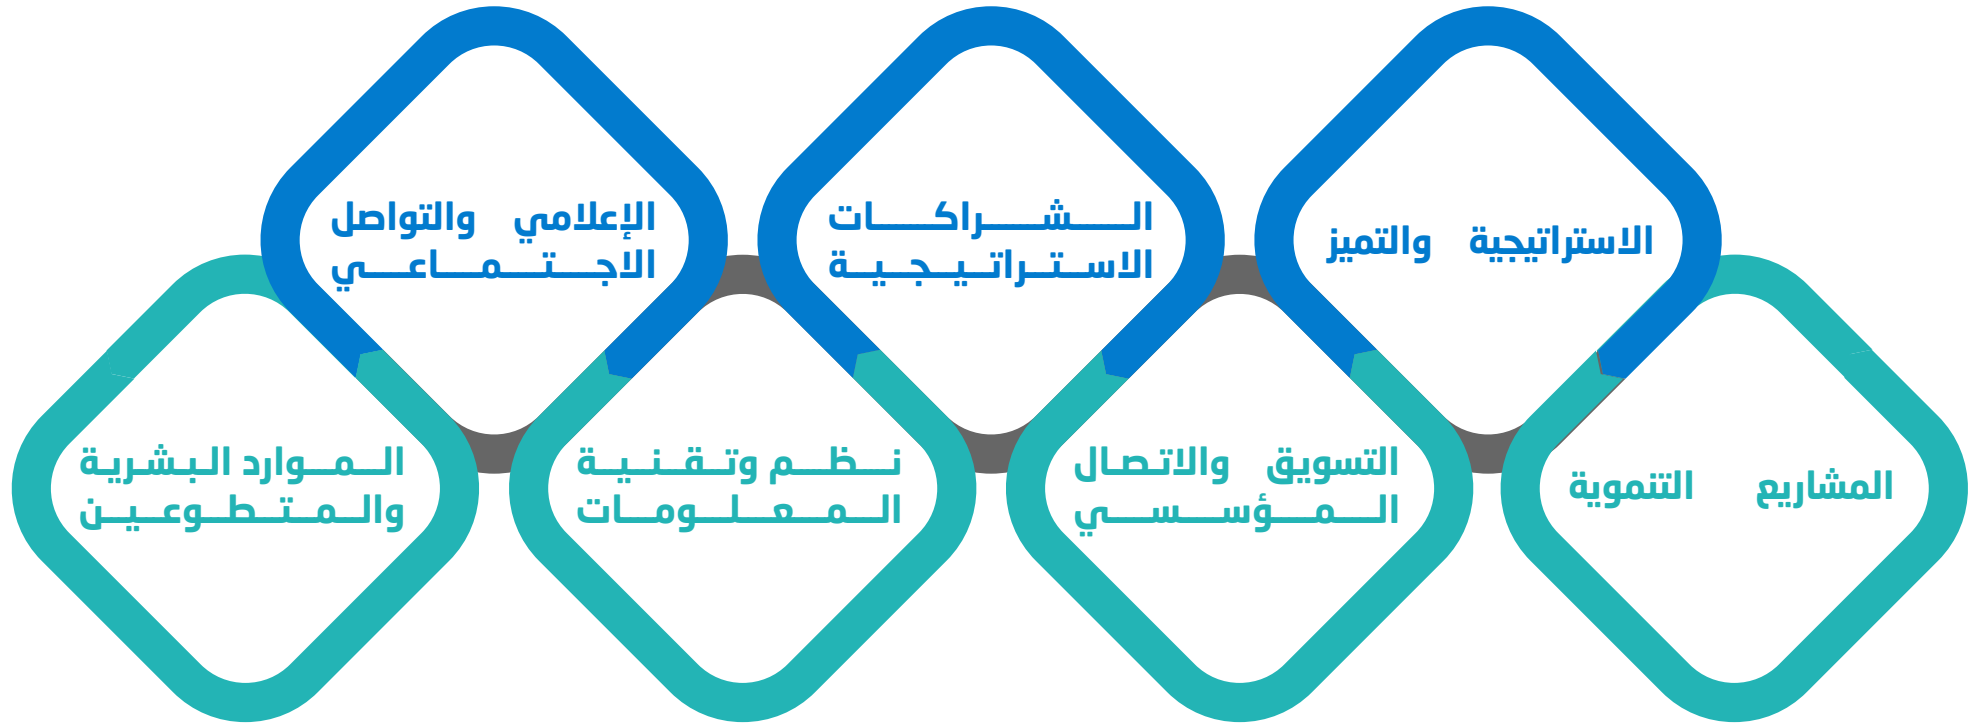 الاستراتيجية والتميز
الشراكات
الاستراتيجية
الإعلامي والتواصل
الاجتماعي
المشاريع التنموية
التسويق والاتصال
المؤسسي
نظم وتقنية
المعلومات
الموارد البشرية
والمتطوعين